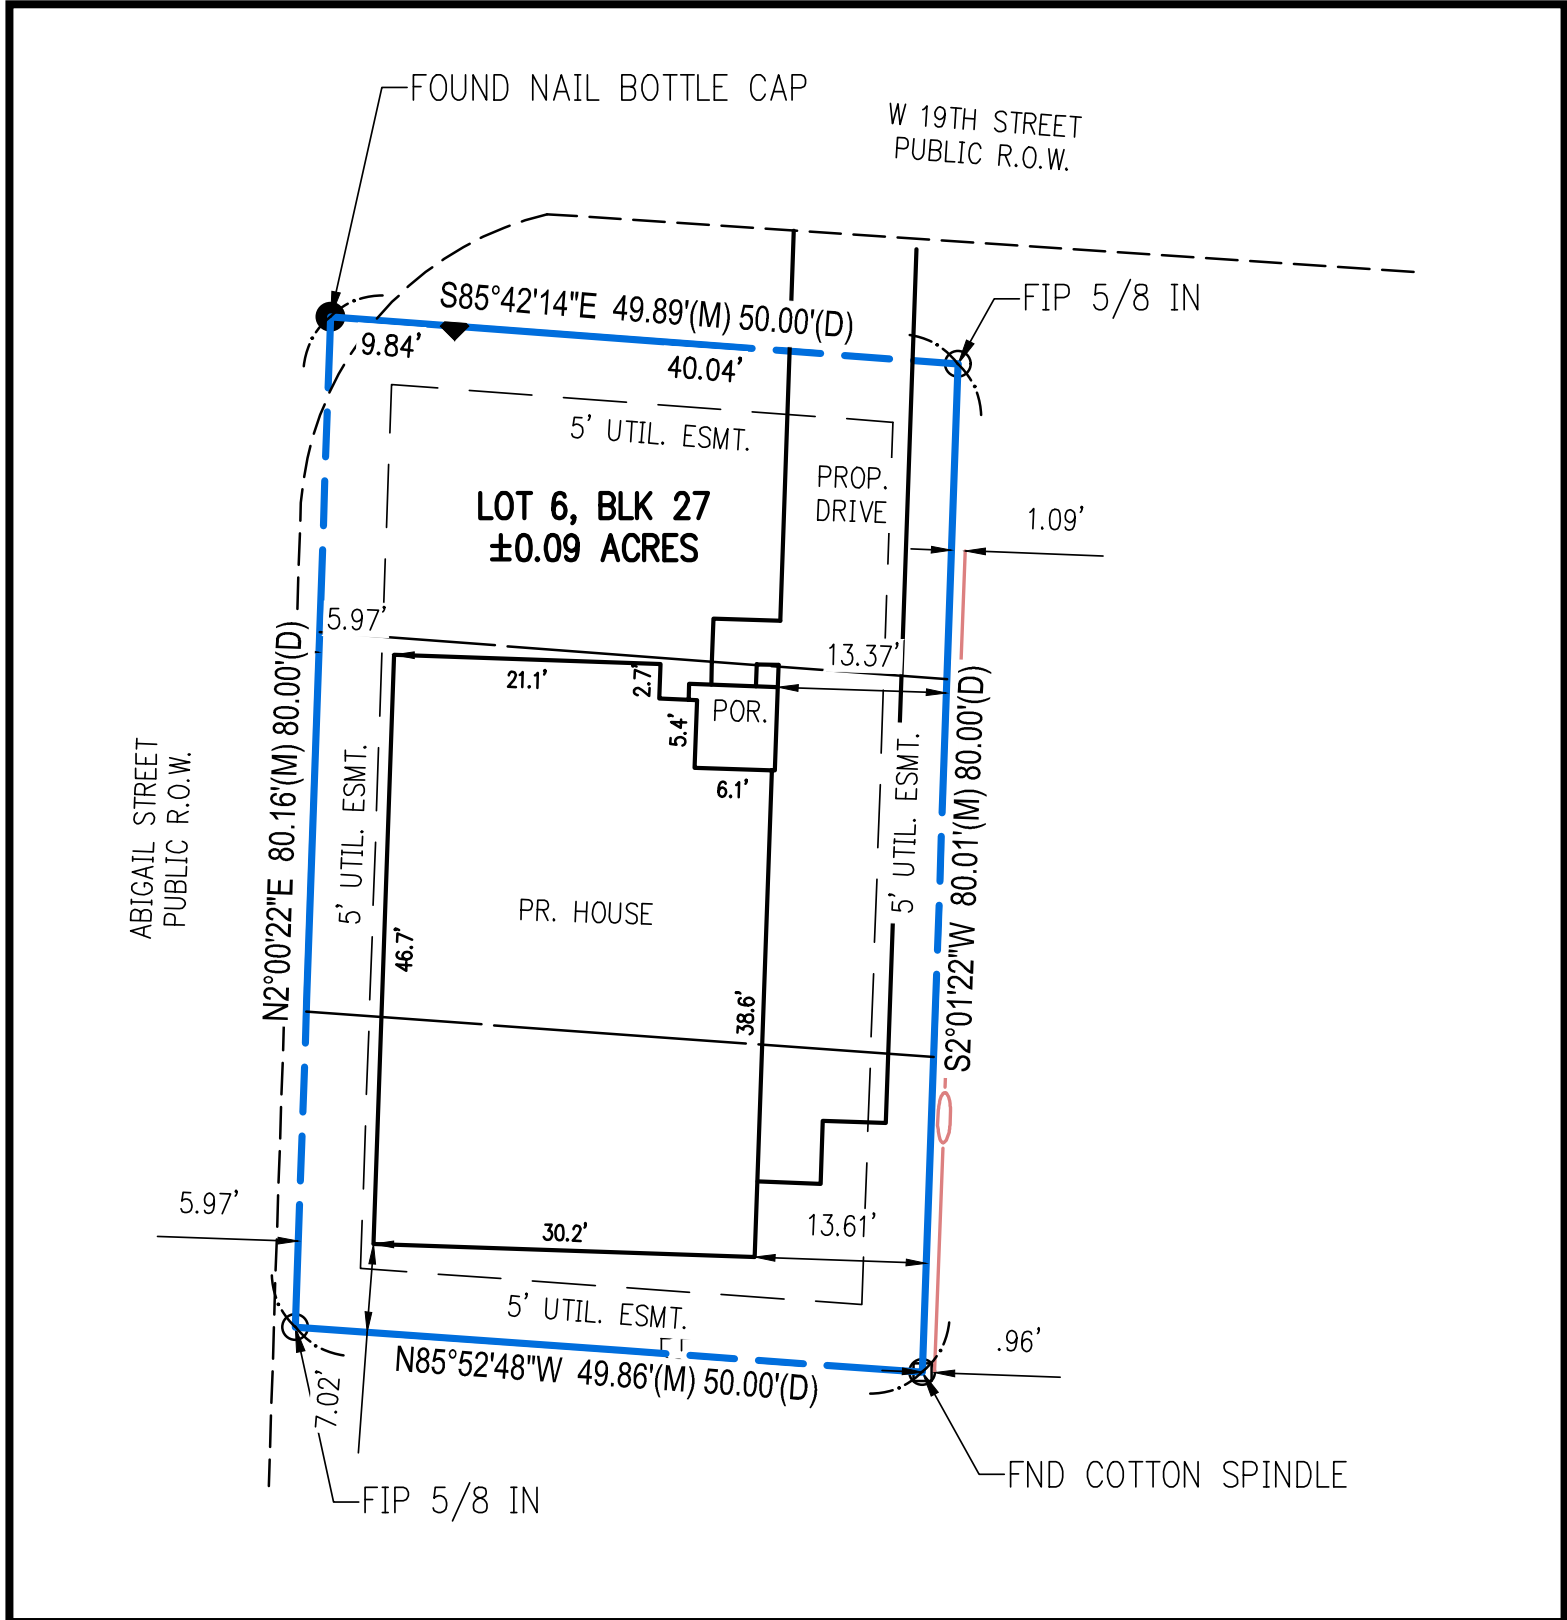 FOUND NAIL BOTTLE CAP
W 19TH STREET
PUBLIC R.O.W.
S85°42'14"E 49.89'(M) 50.00'(D)
FIP 5/8 IN
9.84'
40.04'
5' UTIL. ESMT.
PROP.
DRIVE
LOT 6, BLK 27
±0.09 ACRES
1.09'
5.97'
13.37'
21.1'
2.7'
5.4'
POR.
6.1'
N2°00'22"E 80.16'(M) 80.00'(D)
5' UTIL. ESMT.
ABIGAIL STREET
PUBLIC R.O.W.
PR. HOUSE
46.7'
38.6'
5' UTIL. ESMT.
S2°01'22"W 80.01'(M) 80.00'(D)
5.97'
30.2'
13.61'
5' UTIL. ESMT.
N85°52'48"W 49.86'(M) 50.00'(D)
.96'
7.02'
FND COTTON SPINDLE
FIP 5/8 IN